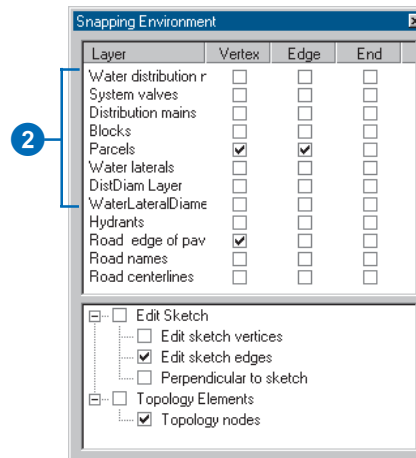 Snapping Environment
Layer Vertex Edge End
Water distribution r
System valves
Distribution mains
Blocks
Parcels
2
Water laterals
DistDiam Layer
WaterLateralDiame
Hydrants
Road edge of pav
Road names
Road centerlines
Edit Sketch
Edit sketch vertices
Edit sketch edges
Perpendicular to sketch
Topology Elements
Topology nodes